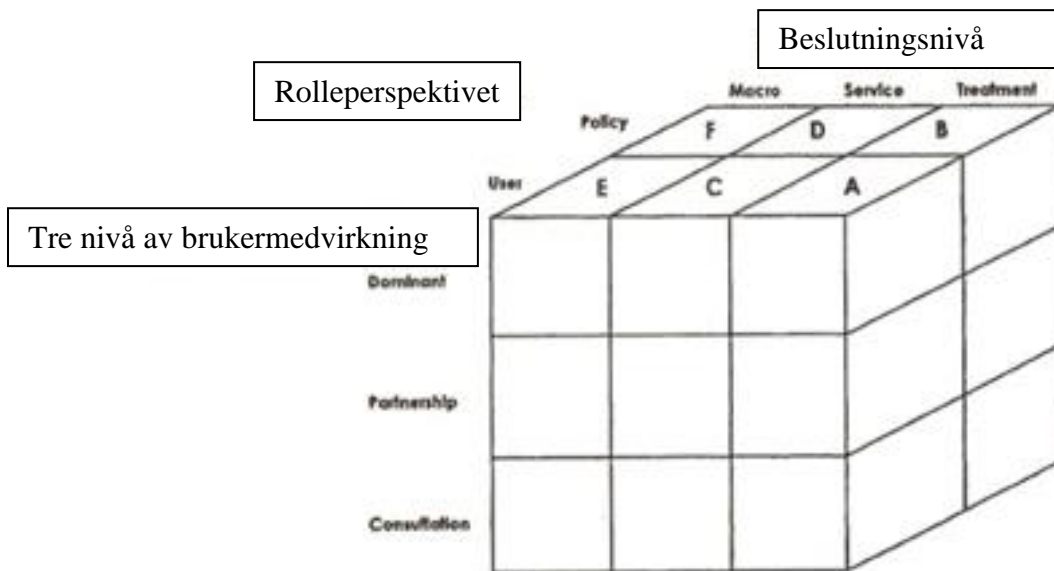 Beslutningsnivå
Rolleperspektivet
Macro Service Treatment
Policy F D B
User E C A
Tre nivå av brukermedvirkning
Dominant
Partnership
Consultation